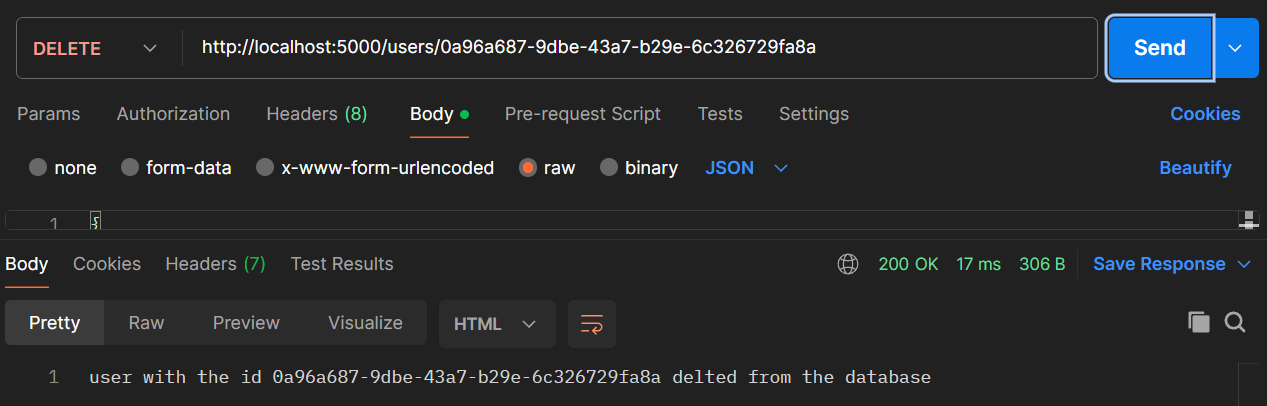 DELETE http://localhost:5000/users/0a96a687-9dbe-43a7-b29e-6c326729fa8a Send
Params Authorization Headers (8) Body Pre-request Script Tests Settings Cookies
none form-data x-www-form-urlencoded raw binary JSON Beautify
1 {
Body Cookies Headers (7) Test Results 200 OK 17 ms 306 B Save Response
Pretty Raw Preview Visualize HTML
1 user with the id 0a96a687-9dbe-43a7-b29e-6c326729fa8a delted from the database